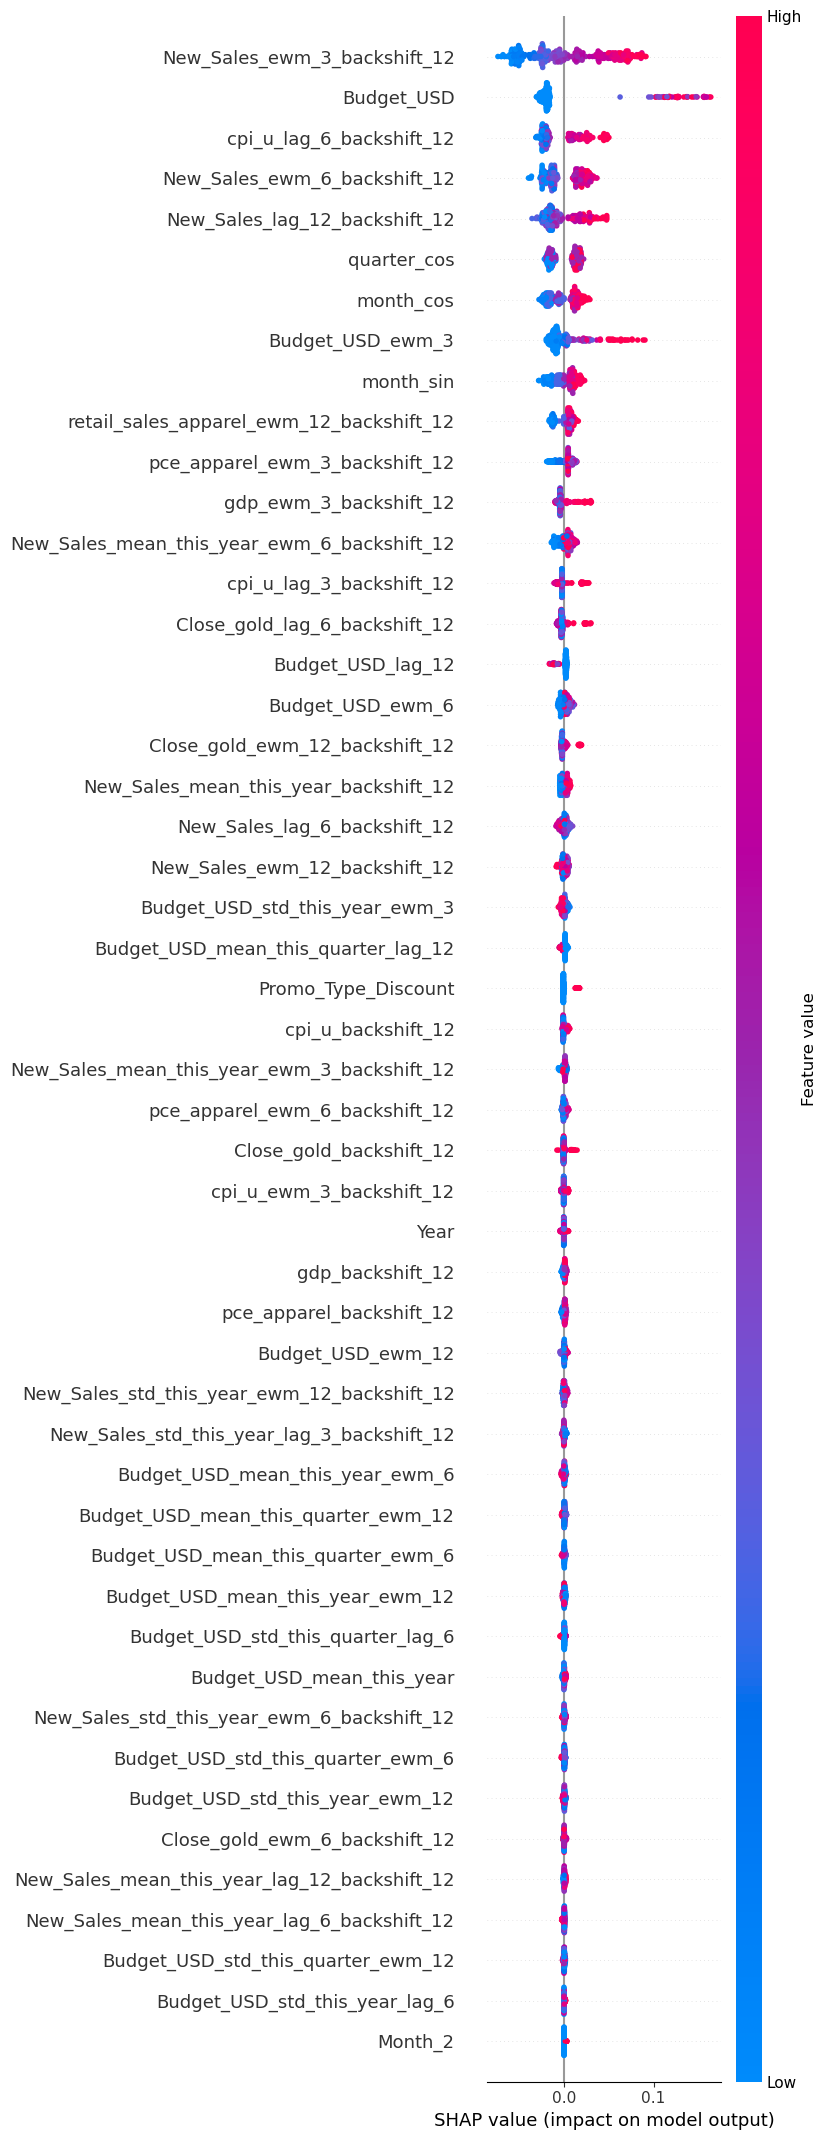 High
New_Sales_ewm_3_backshift_12
Budget_USD
cpi_u_lag_6_backshift_12
New_Sales_ewm_6_backshift_12
New_Sales_lag_12_backshift_12
quarter_cos
month_cos
Budget_USD_ewm_3
month_sin
retail_sales_apparel_ewm_12_backshift_12
pce_apparel_ewm_3_backshift_12
gdp_ewm_3_backshift_12
New_Sales_mean_this_year_ewm_6_backshift_12
cpi_u_lag_3_backshift_12
Close_gold_lag_6_backshift_12
Budget_USD_lag_12
Budget_USD_ewm_6
Close_gold_ewm_12_backshift_12
New_Sales_mean_this_year_backshift_12
New_Sales_lag_6_backshift_12
New_Sales_ewm_12_backshift_12
Budget_USD_std_this_year_ewm_3
Budget_USD_mean_this_quarter_lag_12
Promo_Type_Discount
cpi_u_backshift_12
New_Sales_mean_this_year_ewm_3_backshift_12
pce_apparel_ewm_6_backshift_12
Close_gold_backshift_12
cpi_u_ewm_3_backshift_12
Year
gdp_backshift_12
pce_apparel_backshift_12
Budget_USD_ewm_12
New_Sales_std_this_year_ewm_12_backshift_12
New_Sales_std_this_year_lag_3_backshift_12
Budget_USD_mean_this_year_ewm_6
Budget_USD_mean_this_quarter_ewm_12
Budget_USD_mean_this_quarter_ewm_6
Budget_USD_mean_this_year_ewm_12
Budget_USD_std_this_quarter_lag_6
Budget_USD_mean_this_year
New_Sales_std_this_year_ewm_6_backshift_12
Budget_USD_std_this_quarter_ewm_6
Budget_USD_std_this_year_ewm_12
Close_gold_ewm_6_backshift_12
New_Sales_mean_this_year_lag_12_backshift_12
New_Sales_mean_this_year_lag_6_backshift_12
Budget_USD_std_this_quarter_ewm_12
Budget_USD_std_this_year_lag_6
Month_2
Feature value
Low
0.0 0.1
SHAP value (impact on model output)